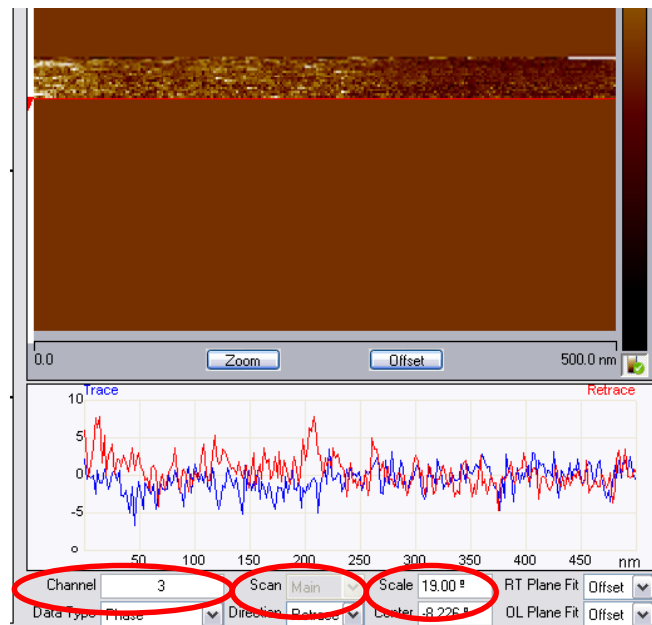 0.0 Zoom Offset 500.0 nm
Trace Retrace
10
5
0
-5
50 100 150 200 250 300 350 400 450 nm
Channel 3 Scan Main Scale 19.00 º RT Plane Fit Offset
Data Type Phase Direction Retrace Center -8.226 º OL Plane Fit Offset